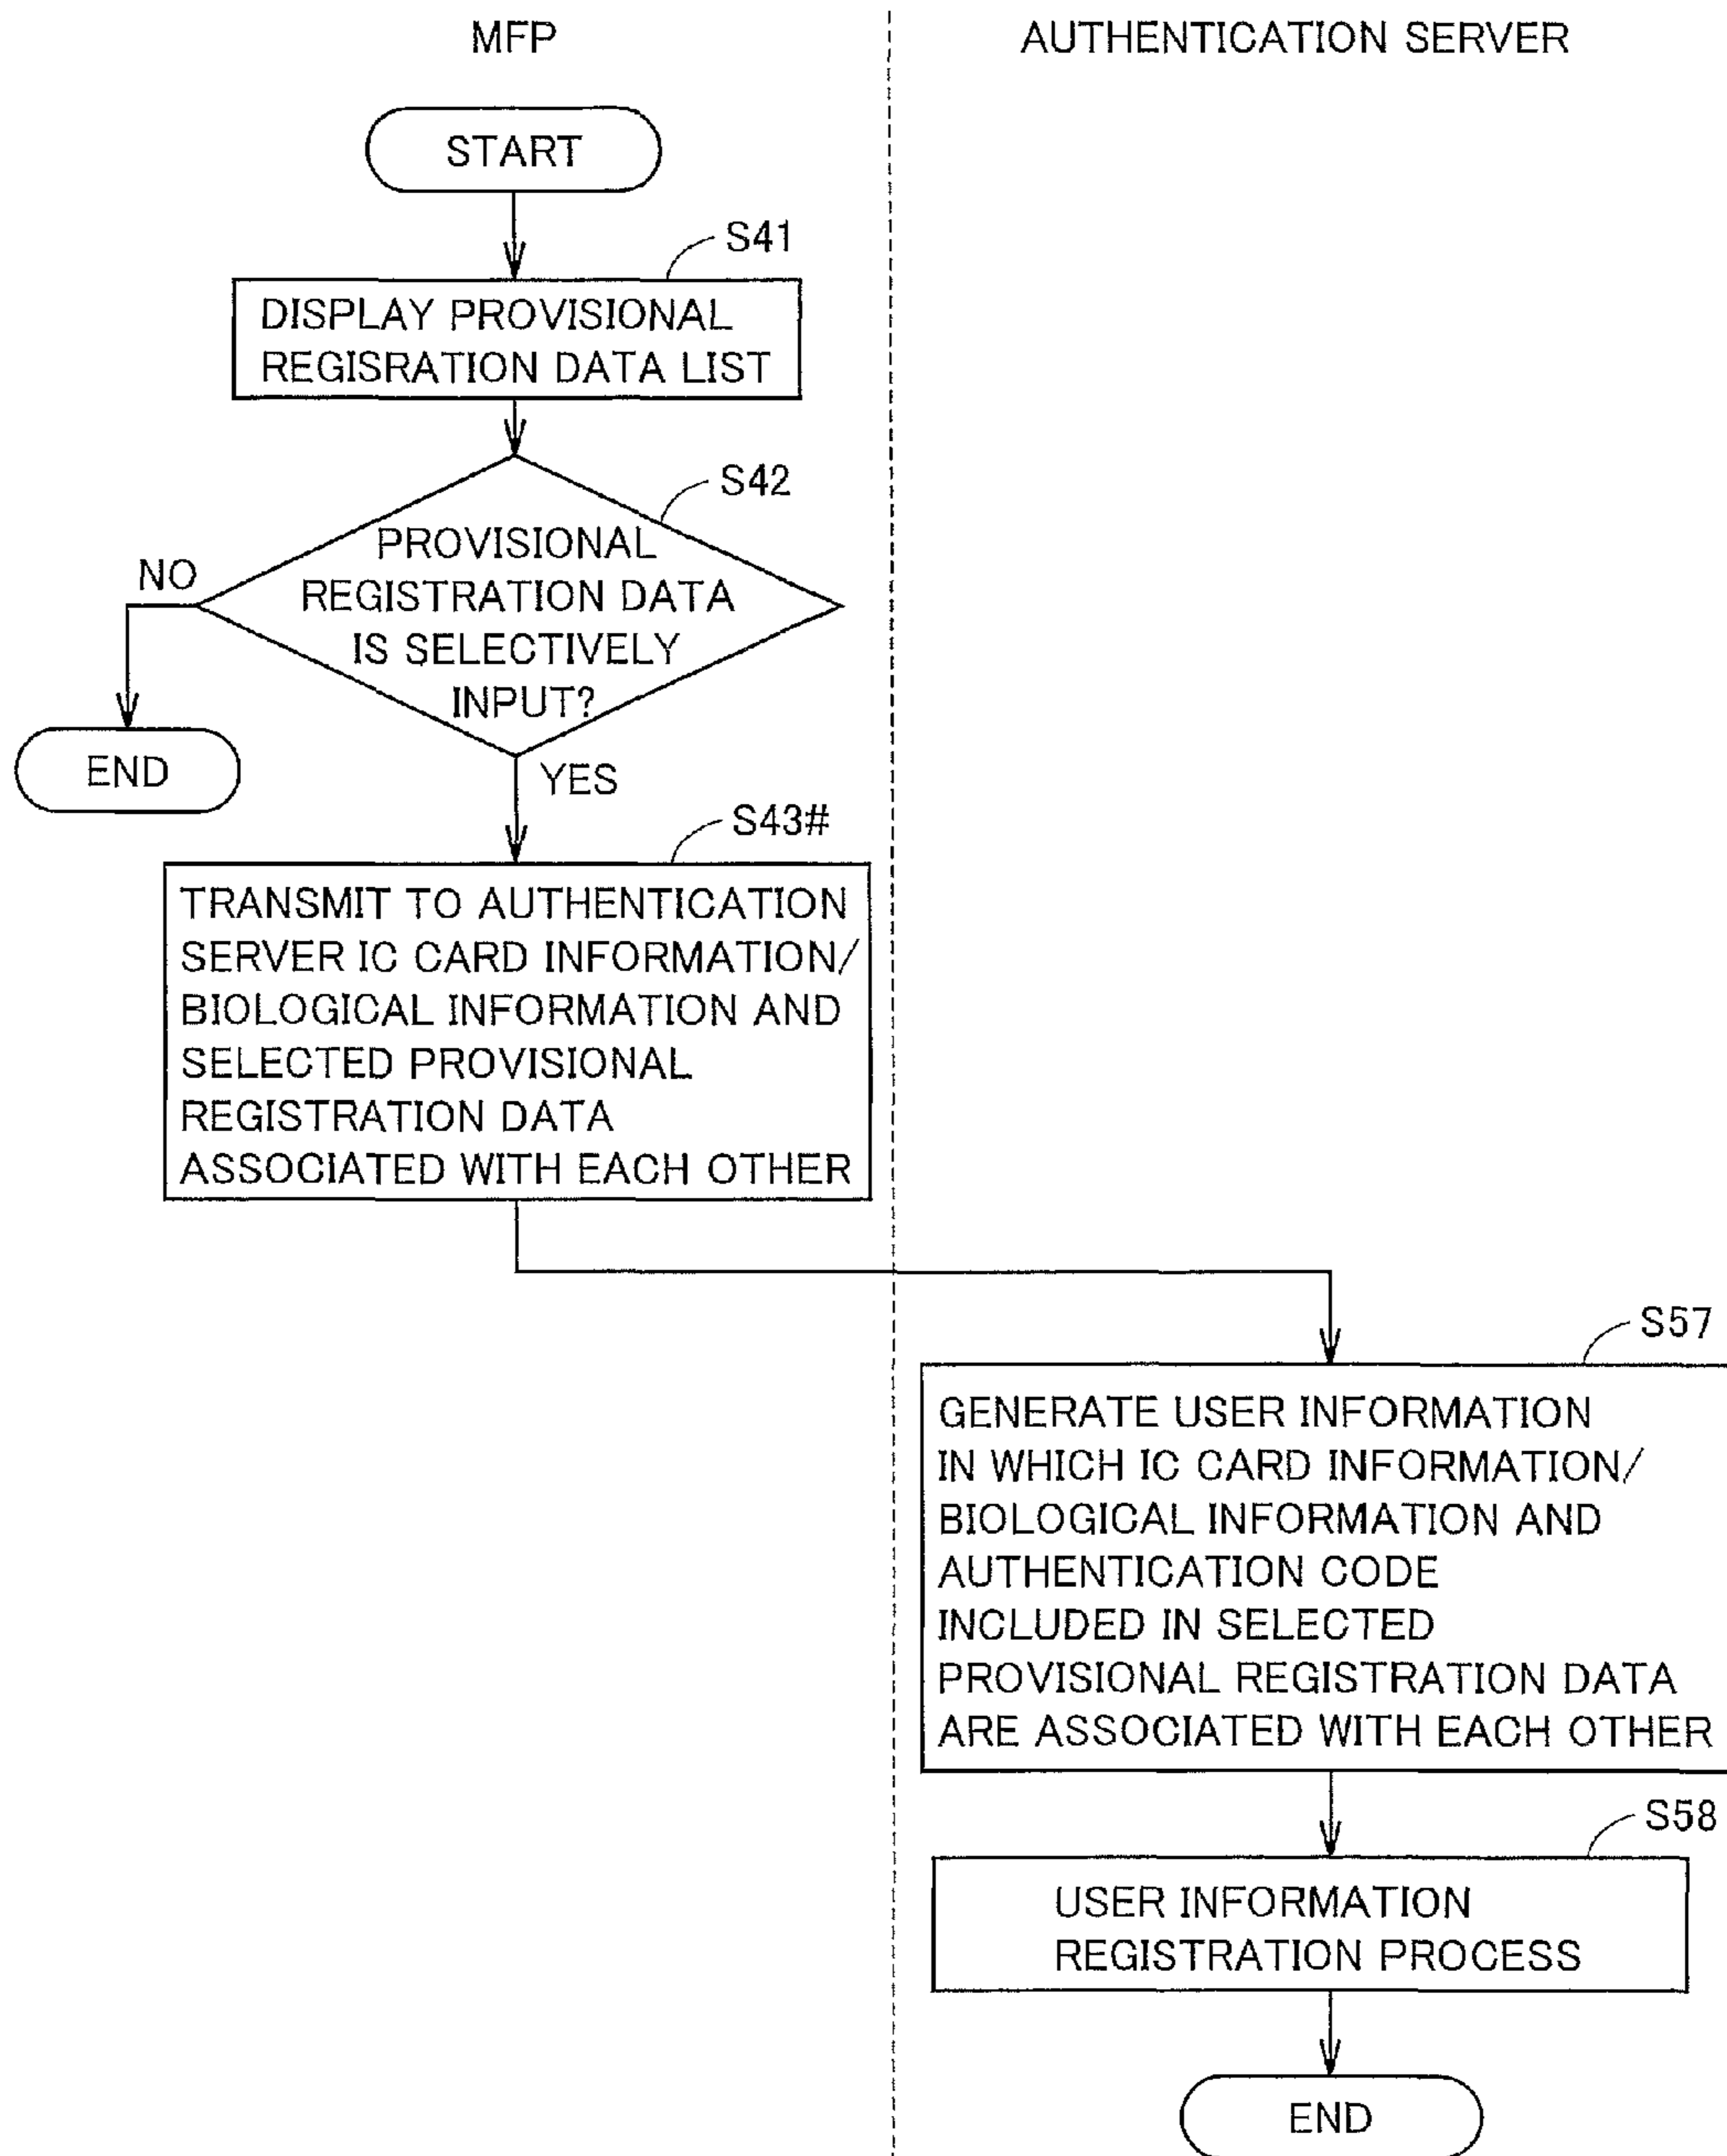 MFP
AUTHENTICATION SERVER
START
S41
DISPLAY PROVISIONAL
REGISRATION DATA LIST
S42
PROVISIONAL
REGISTRATION DATA
IS SELECTIVELY
INPUT?
NO
END
YES
S43#
TRANSMIT TO AUTHENTICATION
SERVER IC CARD INFORMATION/
BIOLOGICAL INFORMATION AND
SELECTED PROVISIONAL
REGISTRATION DATA
ASSOCIATED WITH EACH OTHER
S57
GENERATE USER INFORMATION
IN WHICH IC CARD INFORMATION/
BIOLOGICAL INFORMATION AND
AUTHENTICATION CODE
INCLUDED IN SELECTED
PROVISIONAL REGISTRATION DATA
ARE ASSOCIATED WITH EACH OTHER
S58
USER INFORMATION
REGISTRATION PROCESS
END